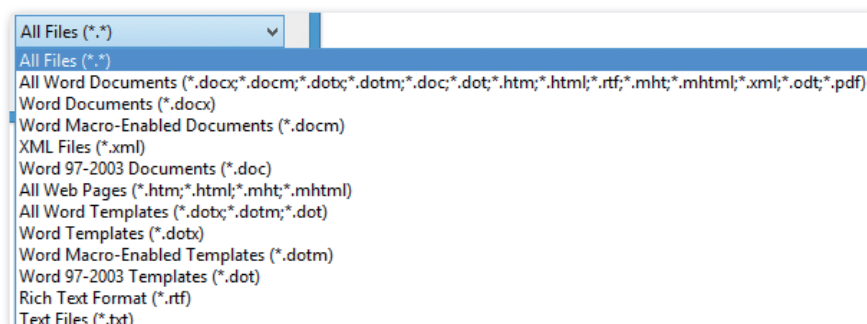 All Files (*.*)
All Files (*.*)
All Word Documents (*.docx;*.docm;*.dotx;*.dotm;*.doc;*.dot;*.htm;*.html;*.rtf;*.mht;*.mhtml;*.xml;*.odt;*.pdf)
Word Documents (*.docx)
Word Macro-Enabled Documents (*.docm)
XML Files (*.xml)
Word 97-2003 Documents (*.doc)
All Web Pages (*.htm;*.html;*.mht;*.mhtml)
All Word Templates (*.dotx;*.dotm;*.dot)
Word Templates (*.dotx)
Word Macro-Enabled Templates (*.dotm)
Word 97-2003 Templates (*.dot)
Rich Text Format (*.rtf)
Text Files (*.txt)